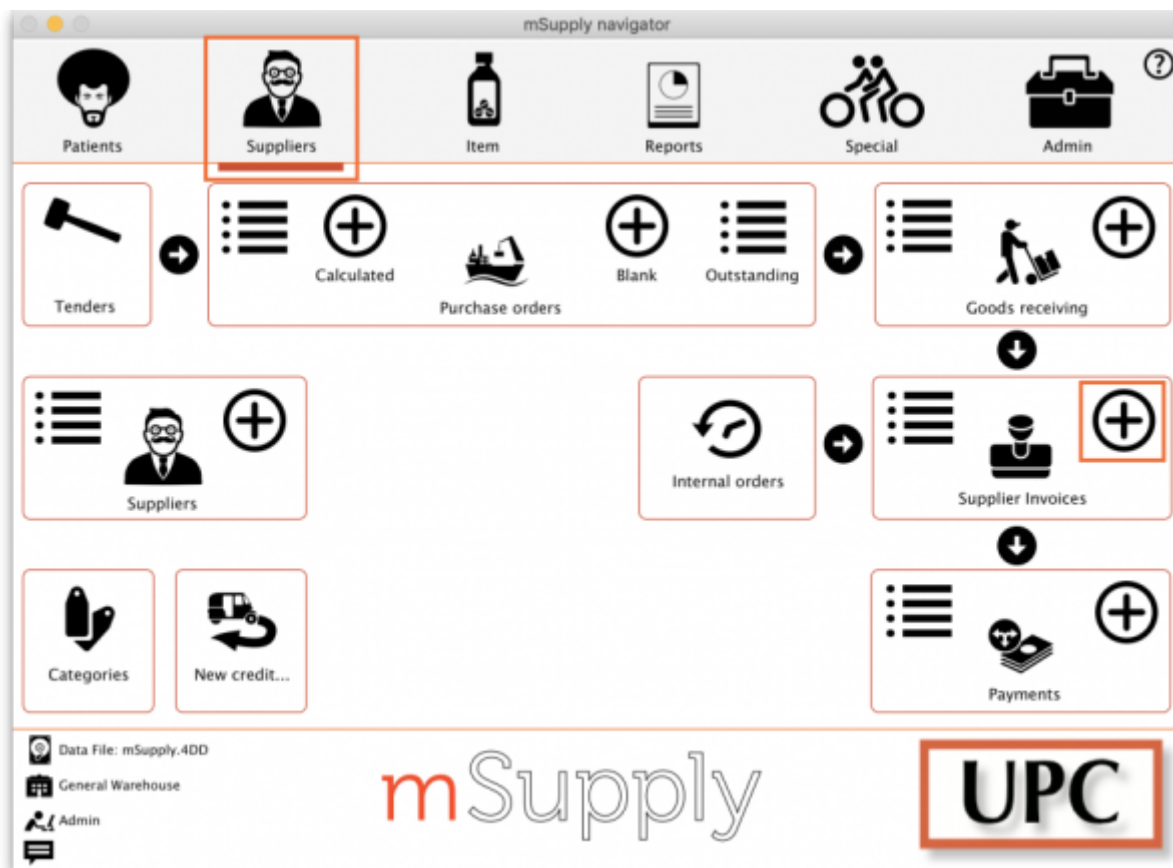 mSupply navigator
?
Patients
Suppliers
Item
Reports
Special
Admin
Tenders
Calculated
Blank
Outstanding
Purchase orders
Goods receiving
Suppliers
Internal orders
Supplier Invoices
Categories
New credit...
Payments
Data File: mSupply.4DD
General Warehouse
Admin
mSupply
UPC